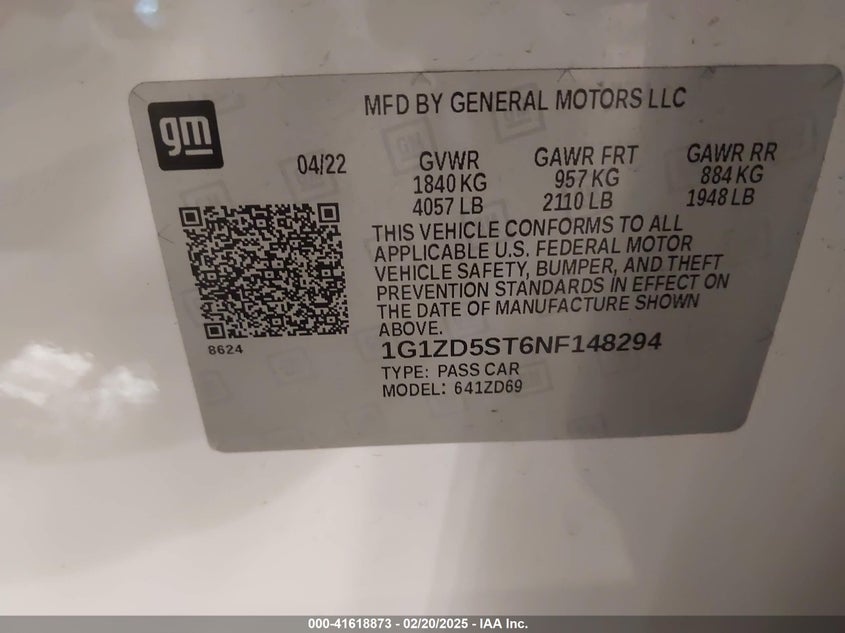 MFD BY GENERAL MOTORS LLC
gm
04/22
GVWR
1840 KG
4057 LB
GAWR FRT
957 KG
2110 LB
GAWR RR
884 KG
1948 LB
THIS VEHICLE CONFORMS TO ALL
APPLICABLE U.S. FEDERAL MOTOR
VEHICLE SAFETY, BUMPER, AND THEFT
PREVENTION STANDARDS IN EFFECT ON
THE DATE OF MANUFACTURE SHOWN
ABOVE.
8624
1G1ZD5ST6NF148294
TYPE: PASS CAR
MODEL: 641ZD69
000-41618873 - 02/20/2025 - IAA Inc.